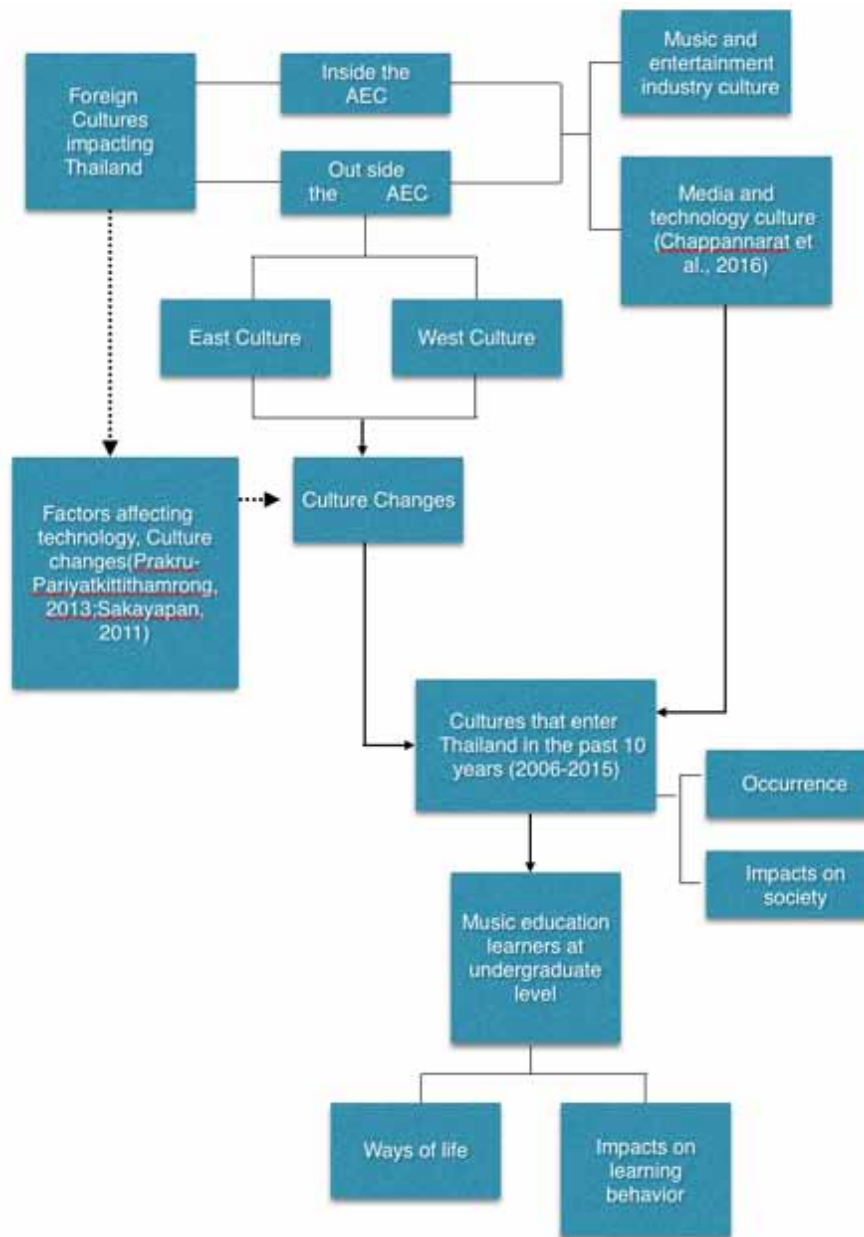 Foreign
Cultures
impacting
Thailand
Inside the
AEC
Out side
the AEC
Music and
entertainment
industry culture
Media and
technology culture
(Chappannarat et
al., 2016)
East Culture
West Culture
Factors affecting
technology, Culture
changes(Prakru-
Pariyatkittithamrong,
2013;Sakayapan,
2011)
Culture Changes
Cultures that enter
Thailand in the past 10
years (2006-2015)
Occurrence
Impacts on
society
Music education
learners at
undergraduate
level
Ways of life
Impacts on
learning
behavior